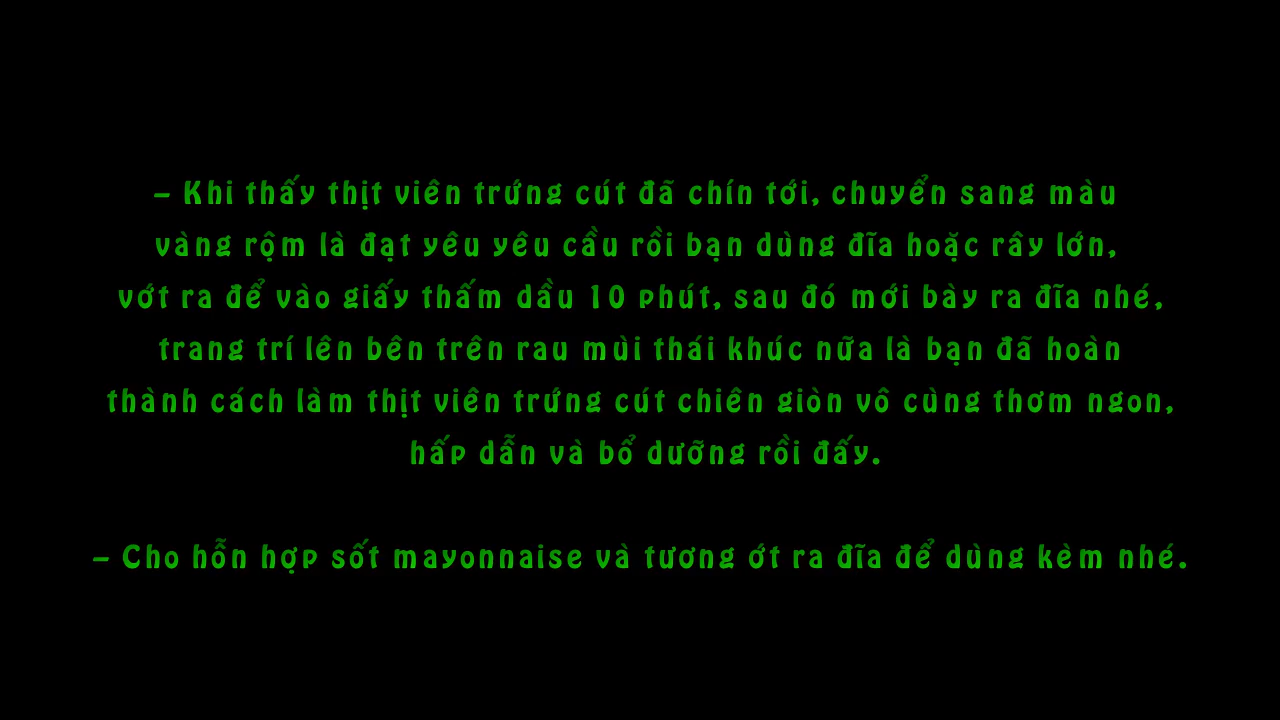 – Khi thấy thịt viên trứng cút đã chín tới, chuyển sang màu
vàng rộm là đạt yêu yêu cầu rồi bạn dùng đĩa hoặc rây lớn,
vớt ra để vào giấy thấm dầu 10 phút, sau đó mới bày ra đĩa nhé,
trang trí lên bên trên rau mùi thái khúc nữa là bạn đã hoàn
thành cách làm thịt viên trứng cút chiên giòn vô cùng thơm ngon,
hấp dẫn và bổ dưỡng rồi đấy.
– Cho hỗn hợp sốt mayonnaise và tương ớt ra đĩa để dùng kèm nhé.